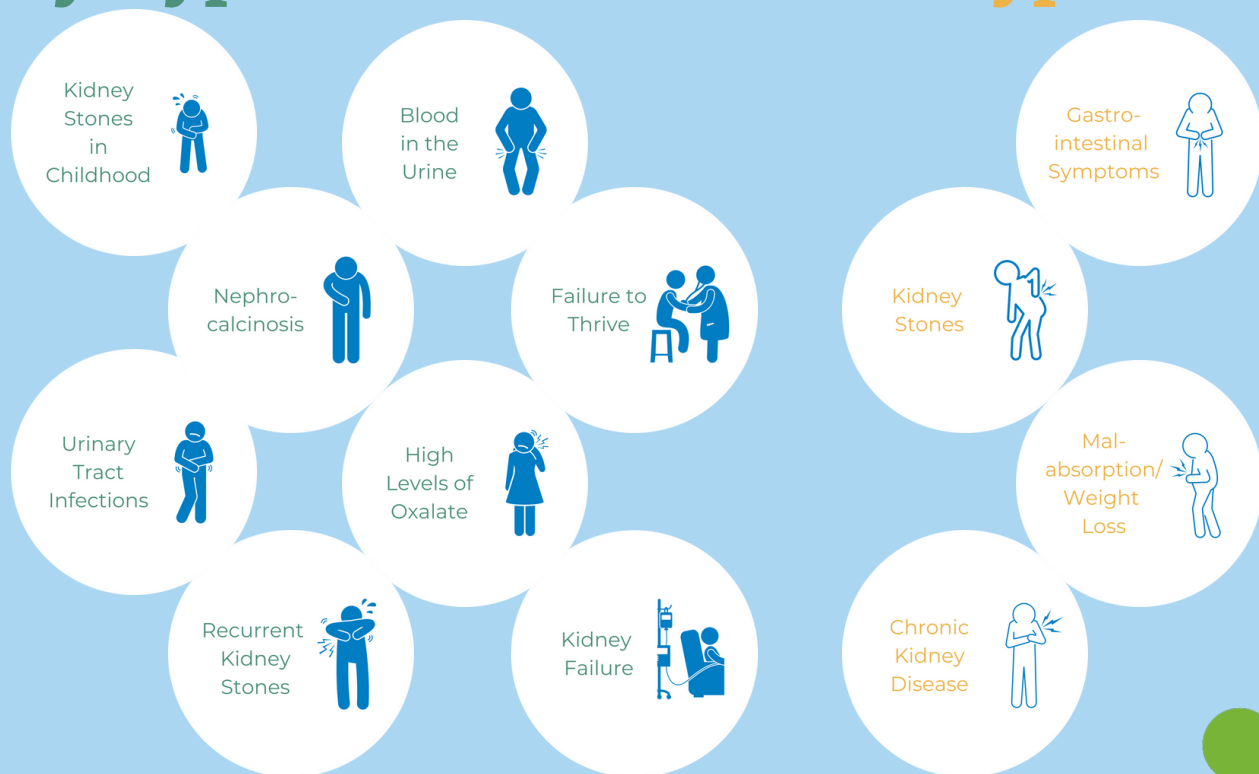 Kidney
Stones
in
Childhood
Blood
in the
Urine
Nephro-
calcinosis
Failure to
Thrive
Urinary
Tract
Infections
High
Levels of
Oxalate
Recurrent
Kidney
Stones
Kidney
Failure
Gastro-
intestinal
Symptoms
Kidney
Stones
Mal-
absorption/
Weight
Loss
Chronic
Kidney
Disease